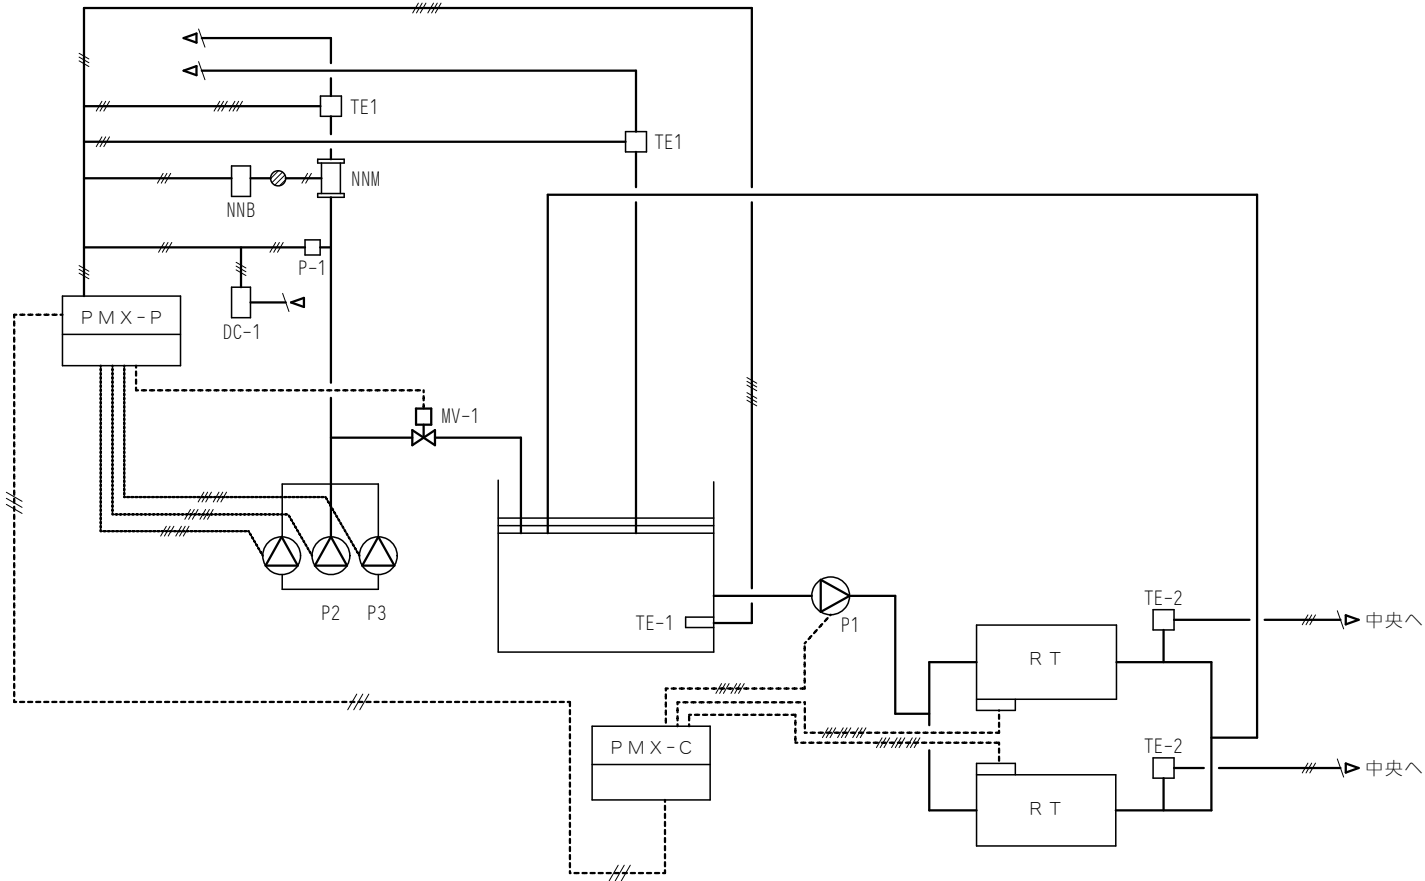 TE1
TE1
NNM
NNB
P-1
PMX-P
DC-1
MV-1
P2
P3
TE-1
P1
TE-2
中央へ
RT
PMX-C
TE-2
中央へ
RT